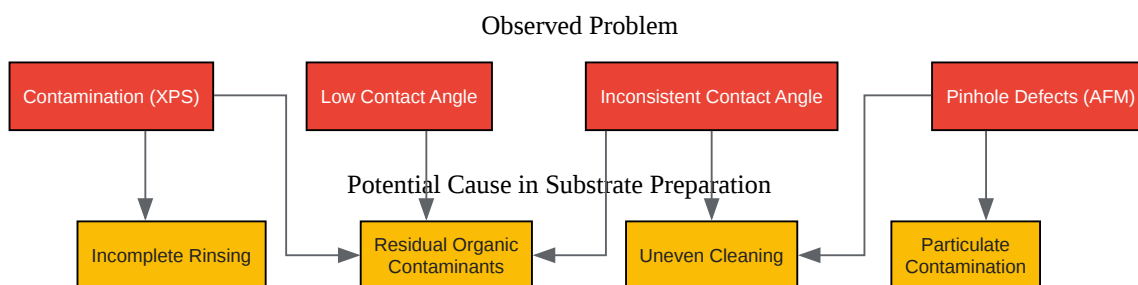 Observed Problem
Contamination (XPS)
Low Contact Angle
Inconsistent Contact Angle
Pinhole Defects (AFM)
Potential Cause in Substrate Preparation
Incomplete Rinsing
Residual Organic
Contaminants
Uneven Cleaning
Particulate
Contamination